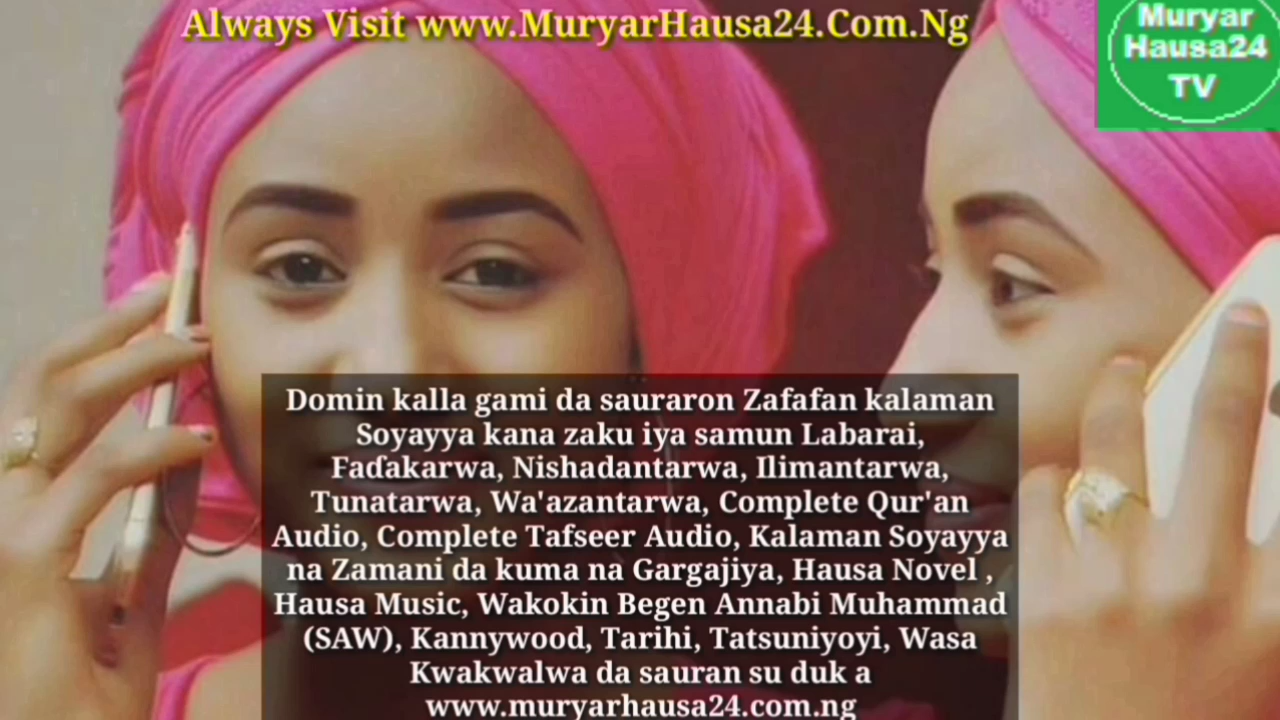 Always Visit www.MuryarHausa24.Com.Ng
Muryar
Hausa24
TV
Domin kalla gami da sauraron Zafafan kalaman
Soyayya kana zaku iya samun Labarai,
Faɗakarwa, Nishadantarwa, Ilimantarwa,
Tunatarwa, Wa'azantarwa, Complete Qur'an
Audio, Complete Tafseer Audio, Kalaman Soyayya
na Zamani da kuma na Gargajiya, Hausa Novel ,
Hausa Music, Wakokin Begen Annabi Muhammad
(SAW), Kannywood, Tarihi, Tatsuniyoyi, Wasa
Kwakwalwa da sauran su duk a
www.muryarhausa24.com.ng